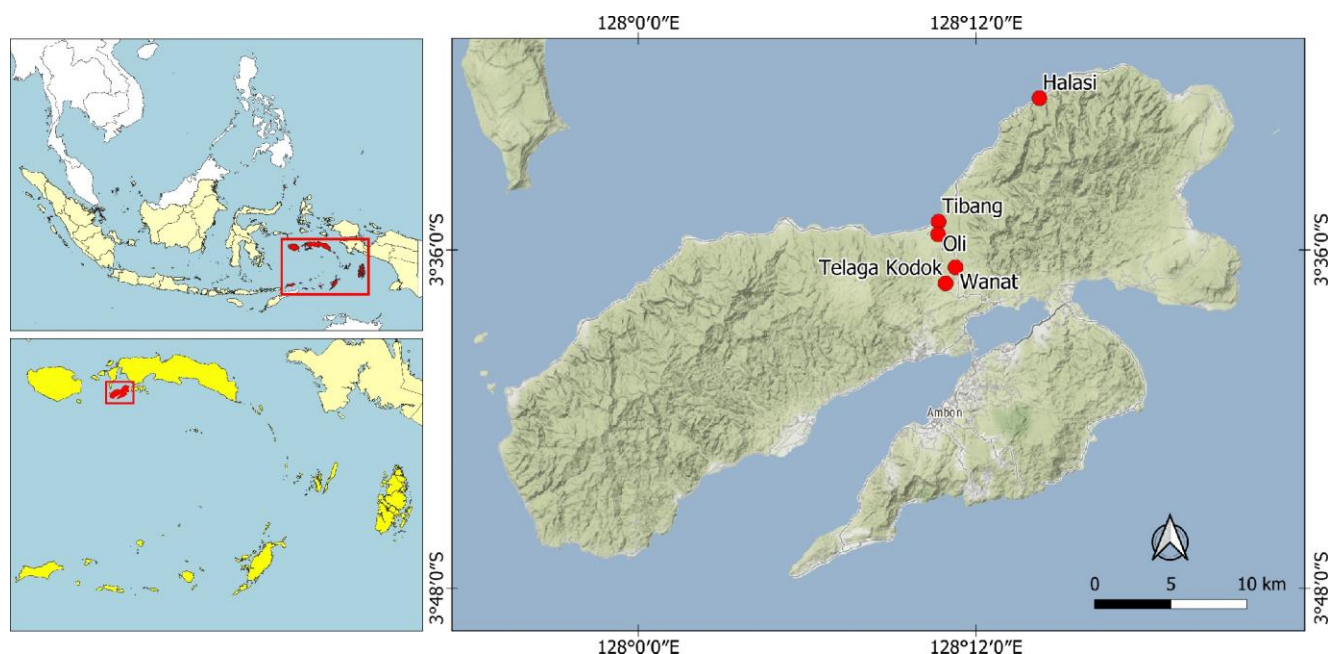 128°0′0″E
128°12′0″E
Halasi
Tibang
Oli
3°36′0″S
3°36′0″S
Telaga Kodok
Wanat
Ambon
0 5 10 km
3°48′0″S
3°48′0″S
128°0′0″E
128°12′0″E